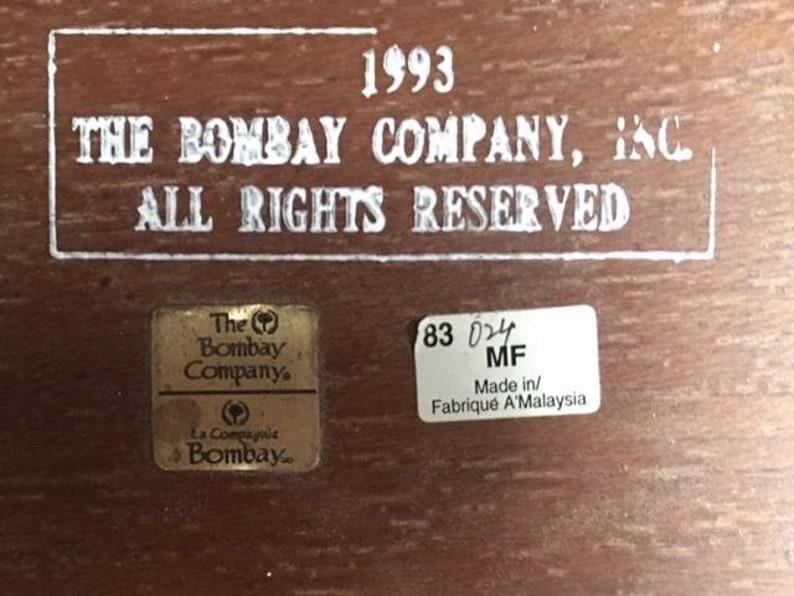 1993
THE BOMBAY COMPANY, INC.
ALL RIGHTS RESERVED
The
Bombay
Company®
La Compagnie
Bombay
83 024
MF
Made in/
Fabriqué A'Malaysia